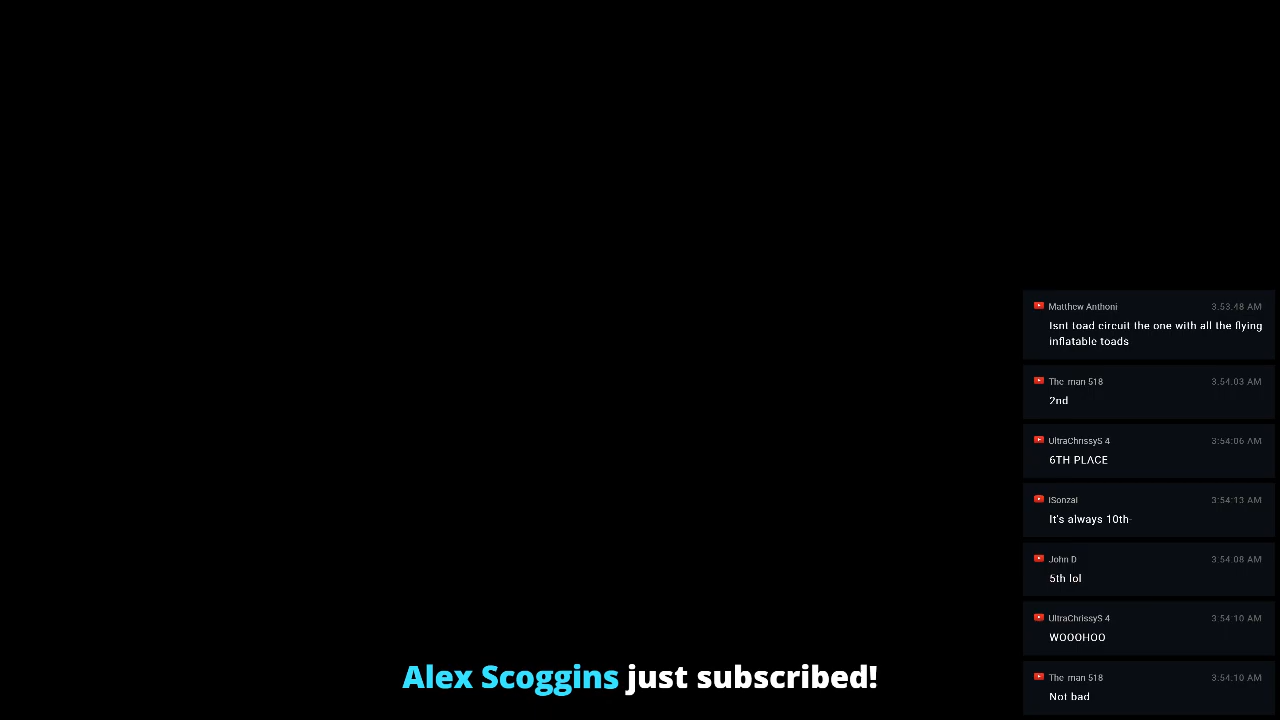 Matthew Anthoni 3.53.48 AM
Isnt toad circuit the one with all the flying
inflatable toads
The man 518 3.54.03 AM
2nd
UltraChrissyS 4 3:54:06 AM
6TH PLACE
iSonzai 3:54:13 AM
It's always 10th
John D 3.54.08 AM
5th lol
UltraChrissyS 4 3.54.10 AM
WOOOHOO
The man 518 3.54.10 AM
Not bad
Alex Scoggins just subscribed!